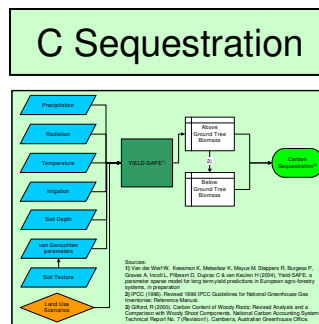 C Sequestration
Precipitation
Radiation
Temperature
Irrigation
Soil Depth
van Genuchten
parameters
Soil Texture
Land Use
Scenarios
YIELD-SAFE1)
Above
Ground Tree
Biomass
2)
Below
Ground Tree
Biomass
Carbon
Sequestration3)
Sources:
1) Van der Werf W, Keesman K, Metselaar K, Mayus M, Stappers R, Burgess P,
Graves A, Incoll L, Pilbeam D, Dupraz C & van Keulen H (2004), Yield-SAFE, a
parameter sparse model for long term yield predictions in European agro-forestry
systems, in preparation
2) IPCC (1996). Revised 1996 IPCC Guidelines for National Greenhouse Gas
Inventories: Reference Manual.
3) Gifford, R (2000). Carbon Content of Woody Roots: Revised Analysis and a
Comparison with Woody Shoot Components. National Carbon Accounting System
Technical Report No. 7 (Revision1). Canberra, Australian Greenhouse Office.